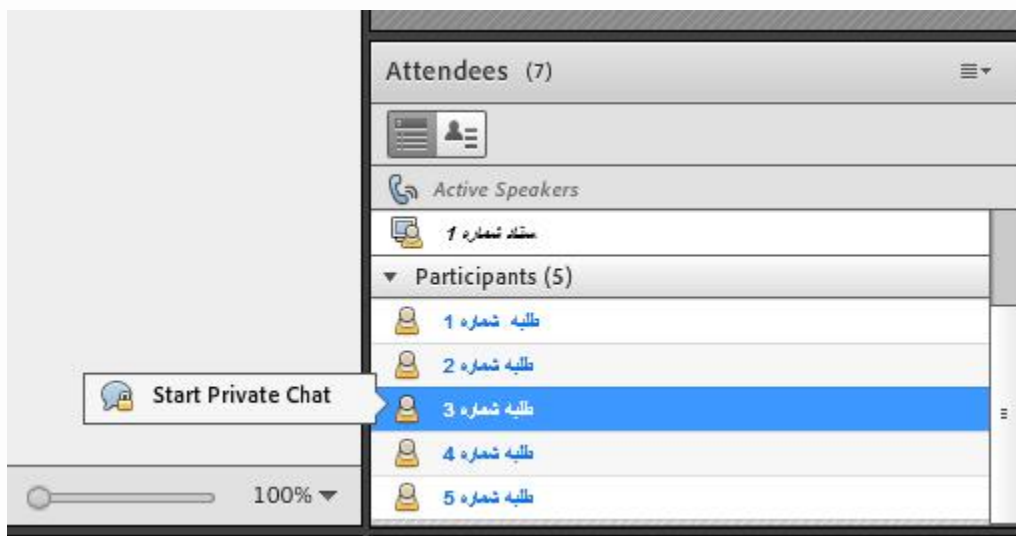 Attendees (7)
Active Speakers
ستاد شماره 1
Participants (5)
طلبه شماره 1
طلبه شماره 2
Start Private Chat
طلبه شماره 3
طلبه شماره 4
طلبه شماره 5
100%